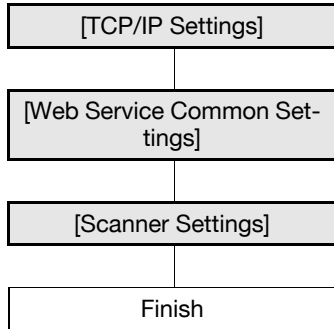 [TCP/IP Settings]
[Web Service Common Set-
tings]
[Scanner Settings]
Finish